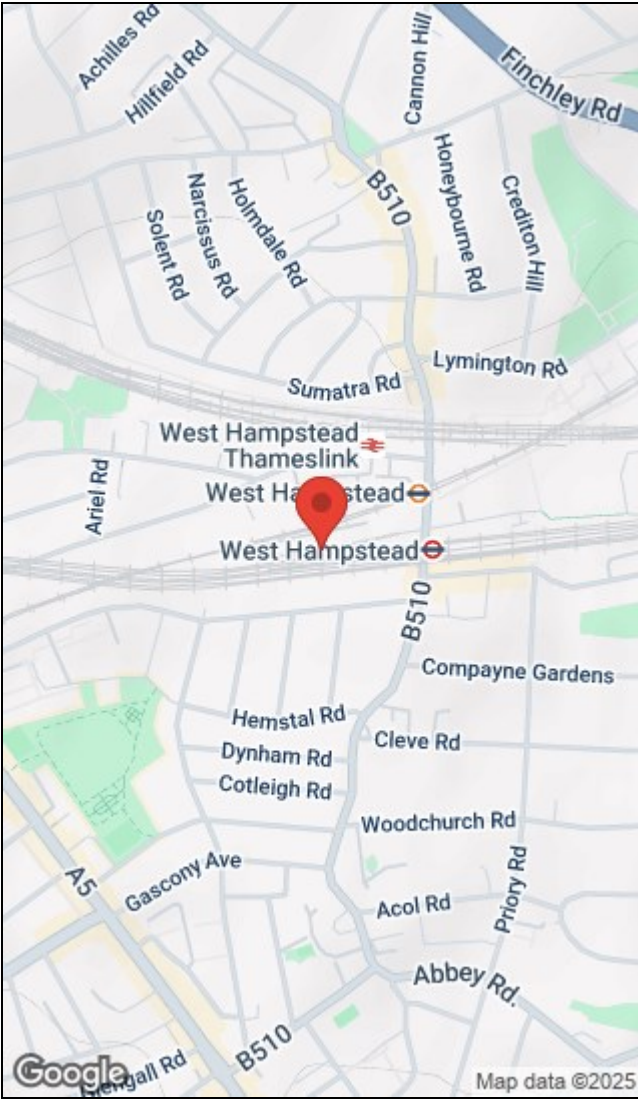 Achilles Rd
Hillfield Rd
Cannon Hill
Finchley Rd
B510
Honeybourne Rd
Crediton Hill
Solent Rd
Narcissus Rd
Holmdale Rd
Lymington Rd
Sumatra Rd
West Hampstead
Thameslink
Ariel Rd
West Hampstead
West Hampstead
B510
Compayne Gardens
Hemstal Rd
Cleve Rd
Dynham Rd
Cotleigh Rd
Woodchurch Rd
A5
Gascony Ave
Priory Rd
Acol Rd
Abbey Rd.
B510
Google
Map data ©2025